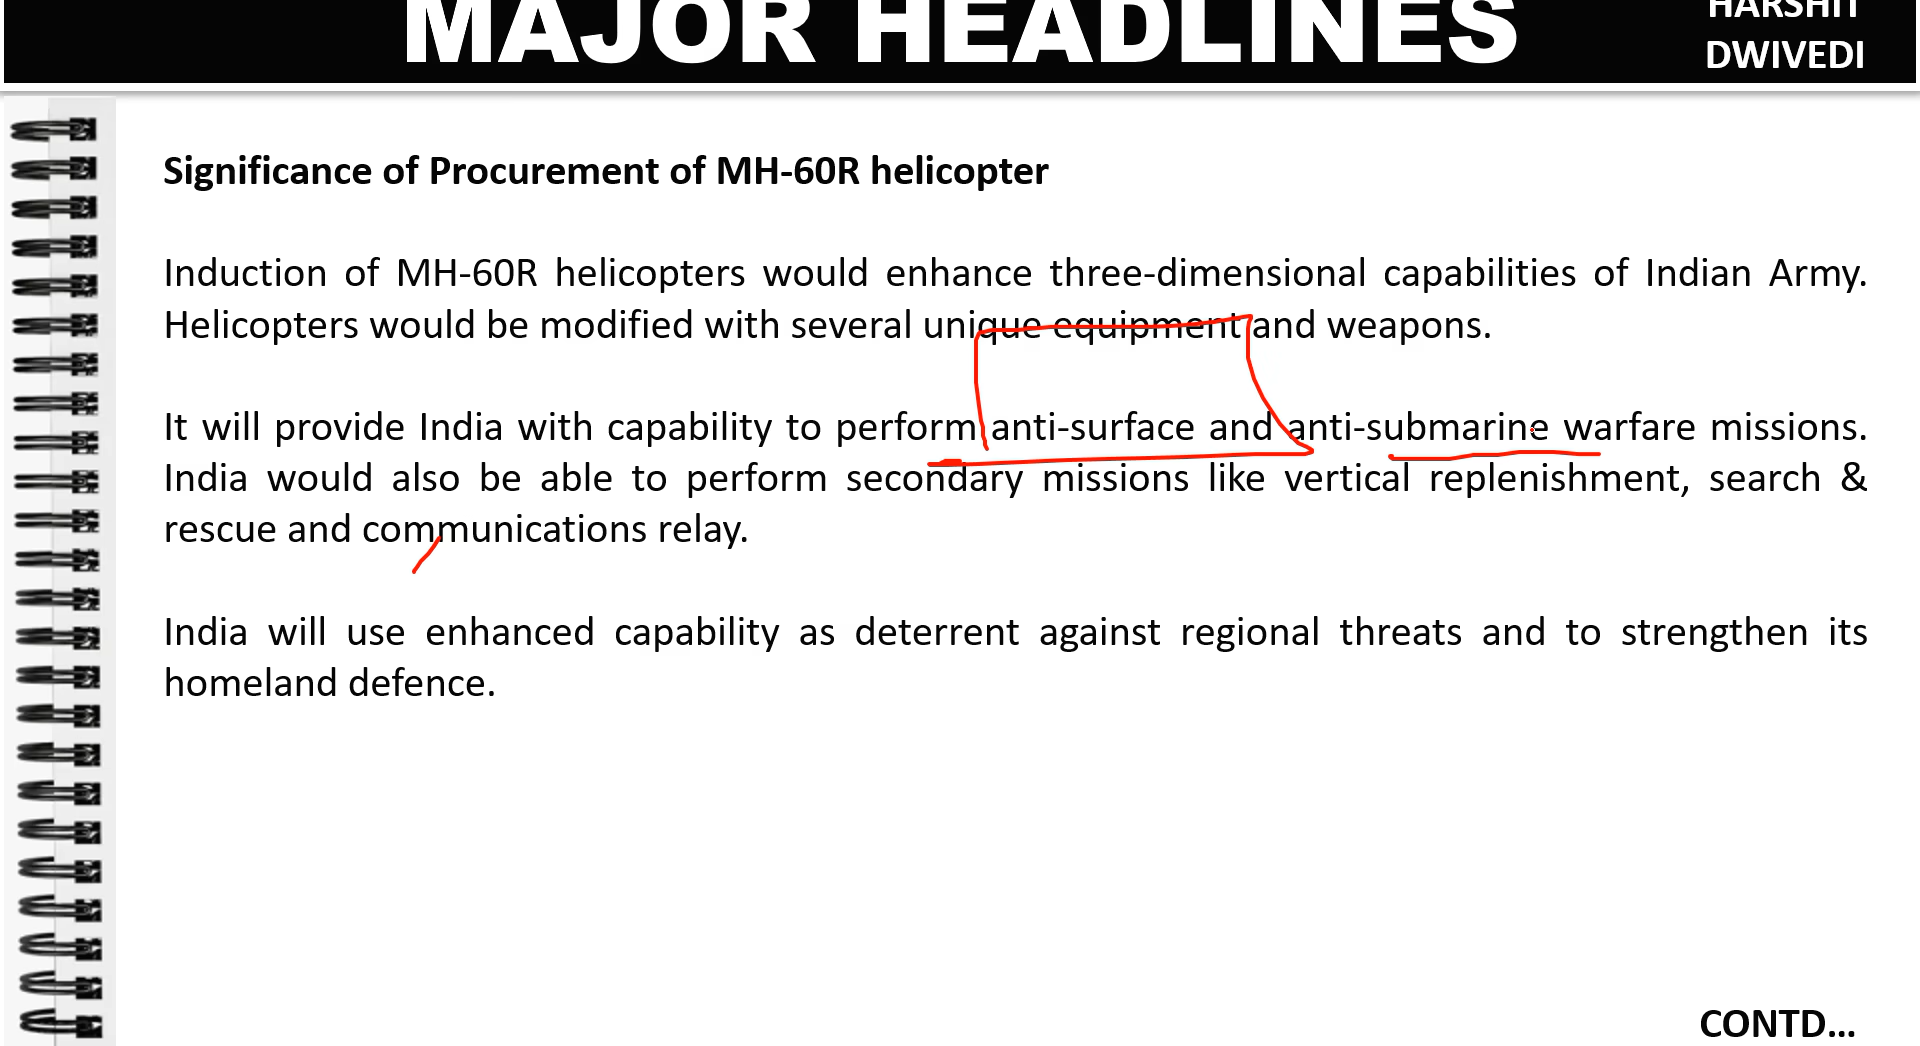 MAJOR HEADLINES
HARSHIT
DWIVEDI
Significance of Procurement of MH-60R helicopter
Induction of MH-60R helicopters would enhance three-dimensional capabilities of Indian Army.
Helicopters would be modified with several unique equipment and weapons.
It will provide India with capability to perform anti-surface and anti-submarine warfare missions.
India would also be able to perform secondary missions like vertical replenishment, search &
rescue and communications relay.
India will use enhanced capability as deterrent against regional threats and to strengthen its
homeland defence.
CONTD...